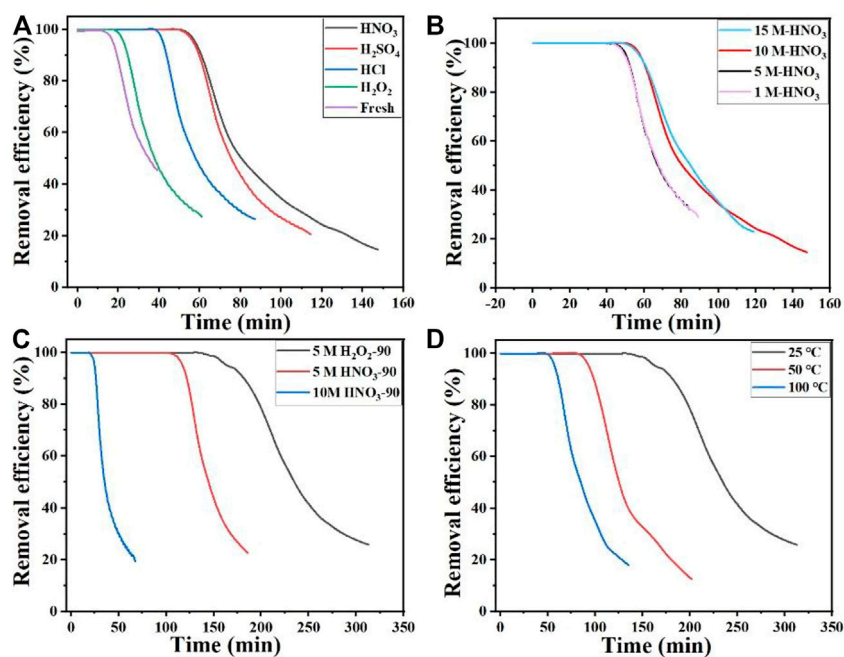 A
Removal efficiency (%)
100
80
60
40
20
0
0 20 40 60 80 100 120 140 160
Time (min)
HNO3
H2SO4
HCl
H2O2
Fresh
B
Removal efficiency (%)
100
80
60
40
20
0
-20 0 20 40 60 80 100 120 140 160
Time (min)
15 M-HNO3
10 M-HNO3
5 M-HNO3
1 M-HNO3
C
Removal efficiency (%)
100
80
60
40
20
0
0 50 100 150 200 250 300 350
Time (min)
5 M H2O2-90
5 M HNO3-90
10M HNO3-90
D
Removal efficiency (%)
100
80
60
40
20
0
0 50 100 150 200 250 300 350
Time (min)
25 °C
50 °C
100 °C